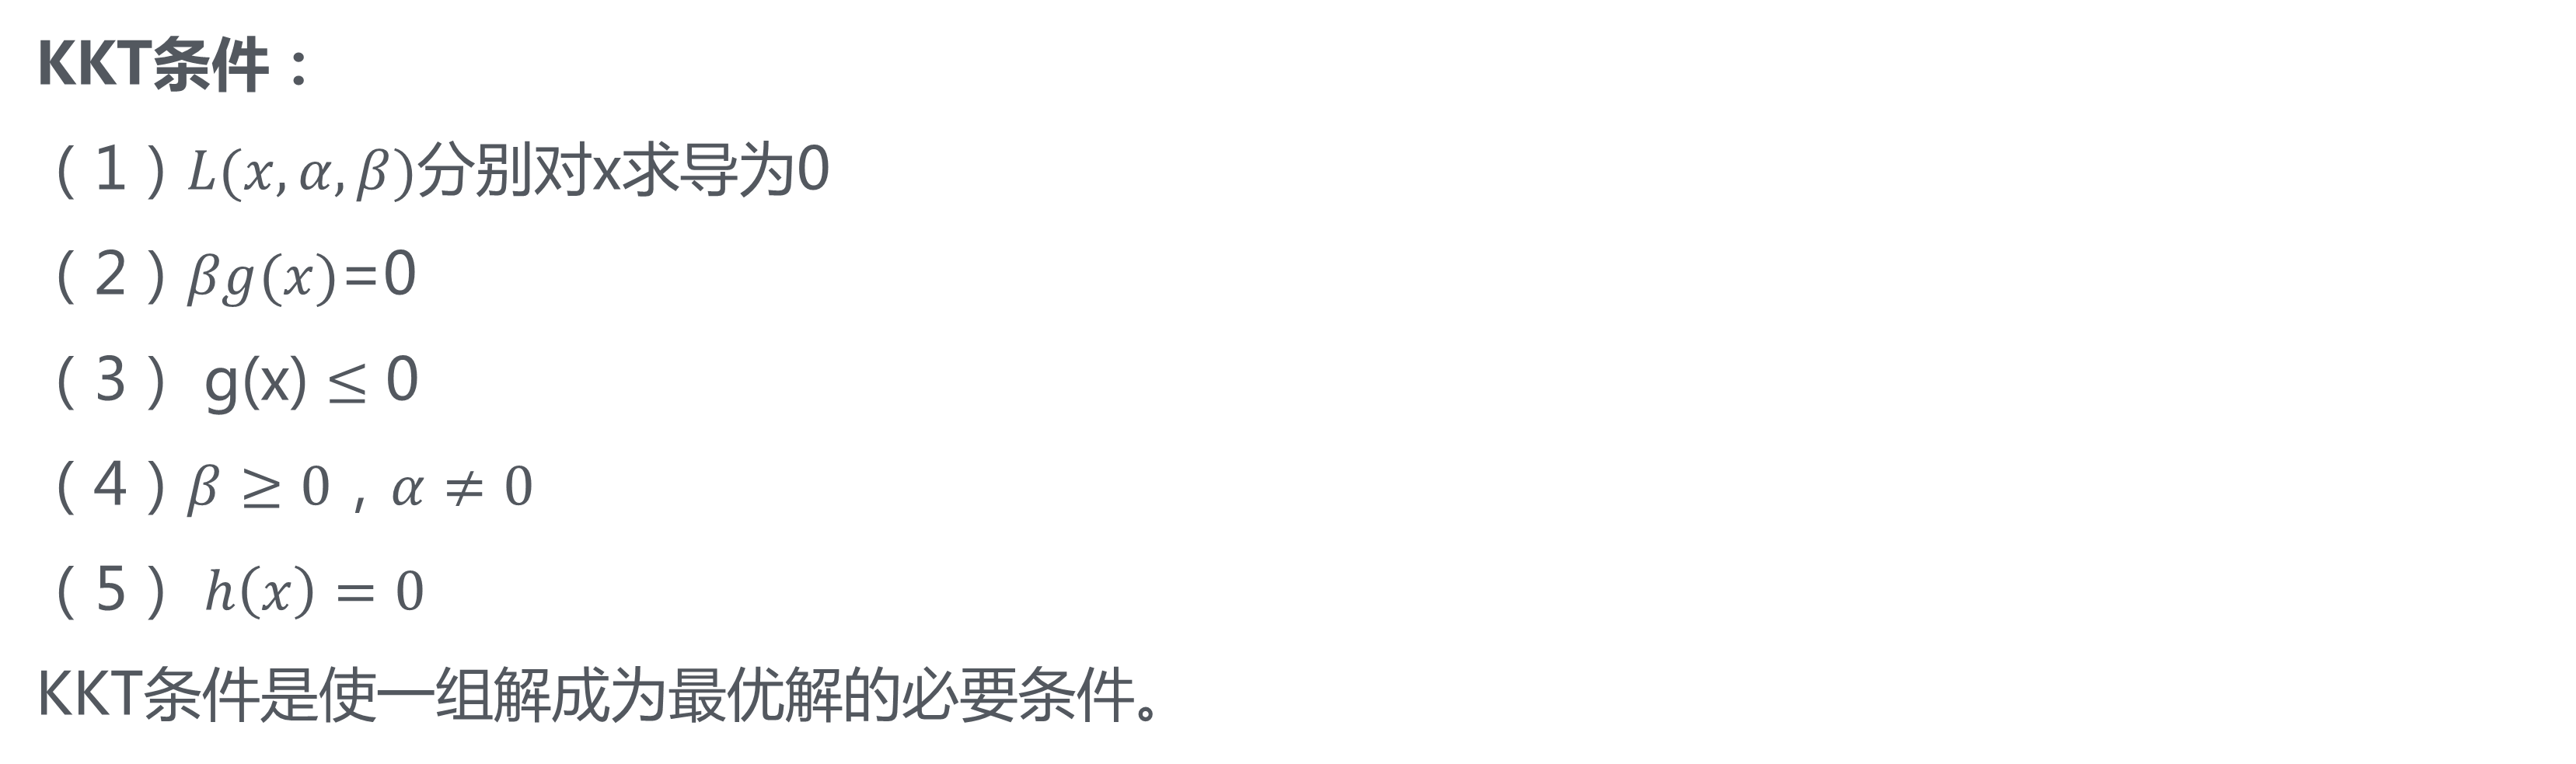 KKT条件：
（1）L(x, α, β)分别对x求导为0
（2）βg(x)=0
（3） g(x) ≤ 0
（4）β ≥ 0，α ≠ 0
（5） h(x) = 0
KKT条件是使一组解成为最优解的必要条件。